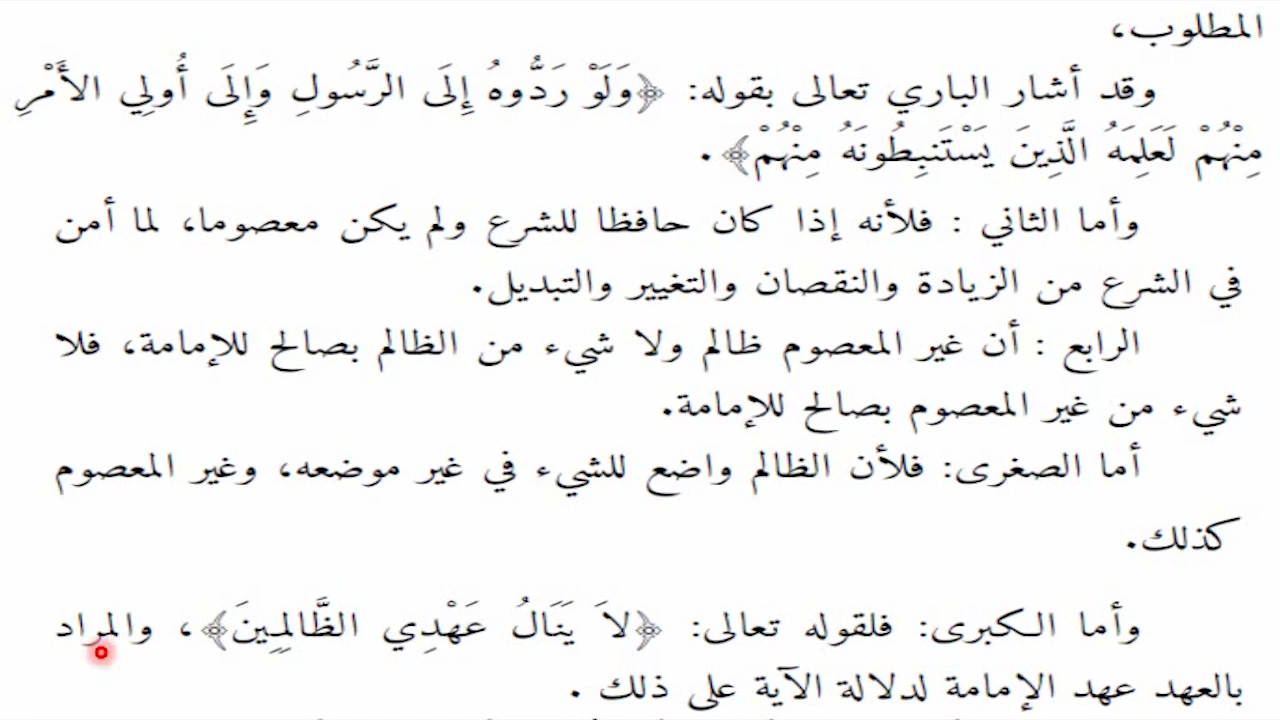 المطلوب،
وقد أشار الباري تعالى بقوله: ﴿وَلَوْ رَدُّوهُ إِلَى الرَّسُولِ وَإِلَى أُولِي الأَمْرِ
مِنْهُمْ لَعَلِمَهُ الَّذِينَ يَسْتَنبِطُونَهُ مِنْهُمْ﴾.
وأما الثاني : فلأنه إذا كان حافظا للشرع ولم يكن معصوما، لما أمن
في الشرع من الزيادة والنقصان والتغيير والتبديل.
الرابع : أن غير المعصوم ظالم ولا شيء من الظالم بصالح للإمامة، فلا
شيء من غير المعصوم بصالح للإمامة.
أما الصغرى: فلأن الظالم واضع للشيء في غير موضعه، وغير المعصوم
كذلك.
وأما الكبرى: فلقوله تعالى: ﴿لاَ يَنَالُ عَهْدِي الظَّالِمِينَ﴾، والمراد
بالعهد عهد الإمامة لدلالة الآية على ذلك .